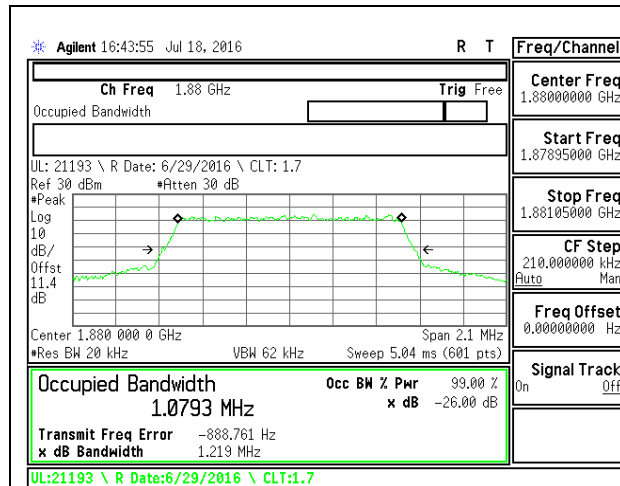 Agilent 16:43:55 Jul 18, 2016 R T
Ch Freq 1.88 GHz Trig Free
Occupied Bandwidth
UL: 21193 \ R Date: 6/29/2016 \ CLT: 1.7
Ref 30 dBm #Atten 30 dB
#Peak
Log
10
dB/
Offst
11.4
dB
Center 1.880 000 0 GHz Span 2.1 MHz
#Res BW 20 kHz VBW 62 kHz Sweep 5.04 ms (601 pts)
Occupied Bandwidth Occ BW % Pwr 99.00 %
1.0793 MHz x dB -26.00 dB
Transmit Freq Error -888.761 Hz
x dB Bandwidth 1.219 MHz
UL:21193 \ R Date:6/29/2016 \ CLT:1.7
Freq/Channel
Center Freq
1.88000000 GHz
Start Freq
1.87895000 GHz
Stop Freq
1.88105000 GHz
CF Step
210.000000 kHz
Auto Man
Freq Offset
0.00000000 Hz
Signal Track
On Off